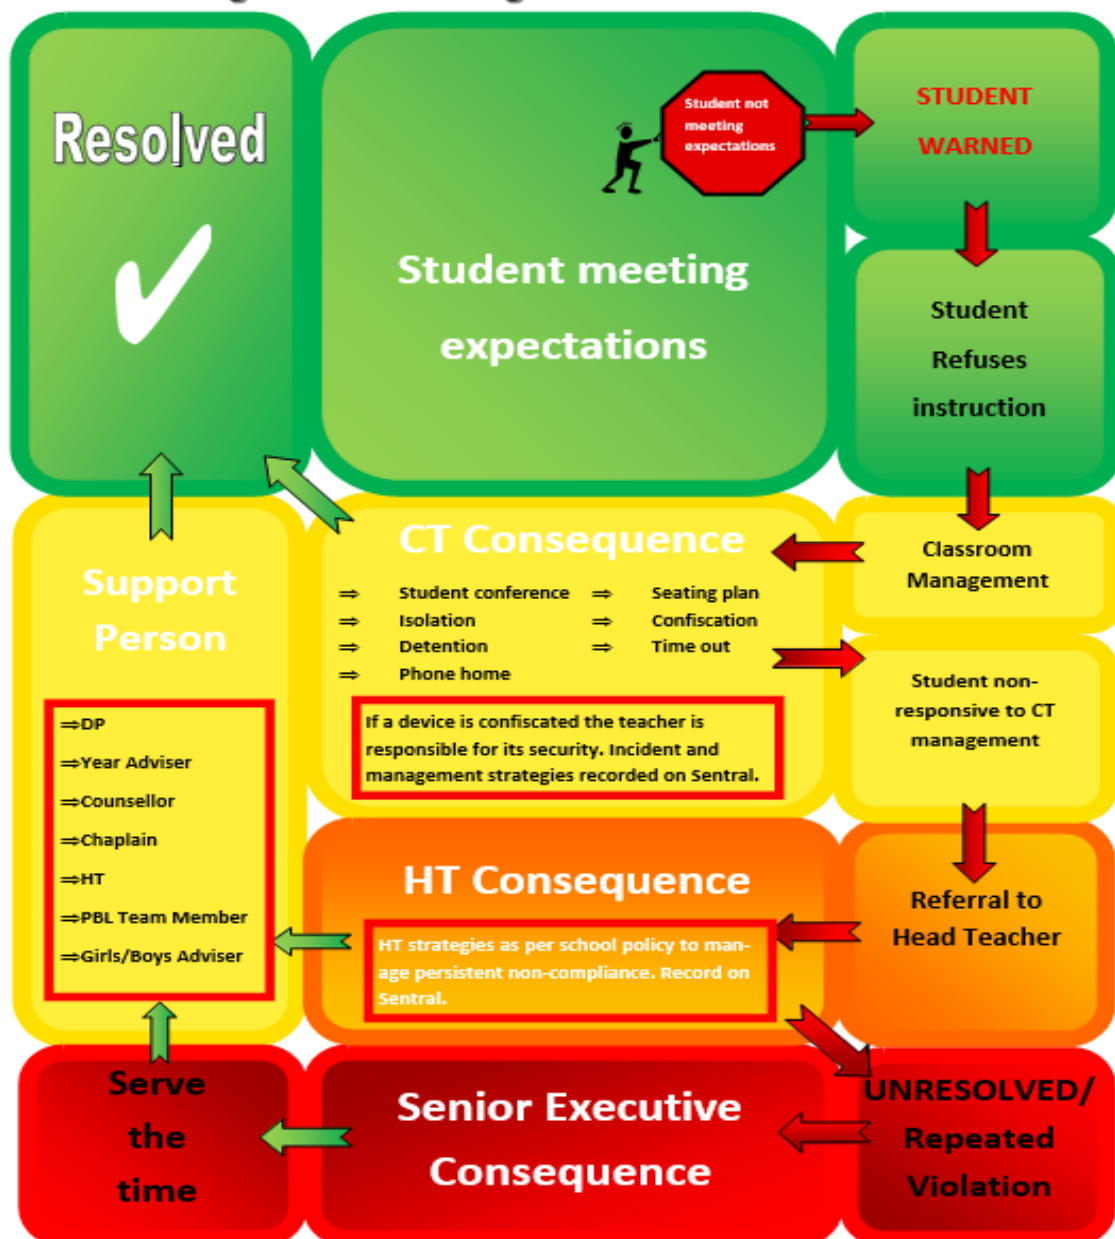 Resolved
Student not
meeting
expectations
STUDENT
WARNED
Student meeting
expectations
Student
Refuses
instruction
Support
Person
⇒DP
⇒Year Adviser
⇒Counsellor
⇒Chaplain
⇒HT
⇒PBL Team Member
⇒Girls/Boys Adviser
CT Consequence
⇒ Student conference ⇒ Seating plan
⇒ Isolation ⇒ Confiscation
⇒ Detention ⇒ Time out
⇒ Phone home
If a device is confiscated the teacher is
responsible for its security. Incident and
management strategies recorded on Sentral.
Classroom
Management
Student non-
responsive to CT
management
HT Consequence
HT strategies as per school policy to man-
age persistent non-compliance. Record on
Sentral.
Referral to
Head Teacher
Serve
the
time
Senior Executive
Consequence
UNRESOLVED/
Repeated
Violation